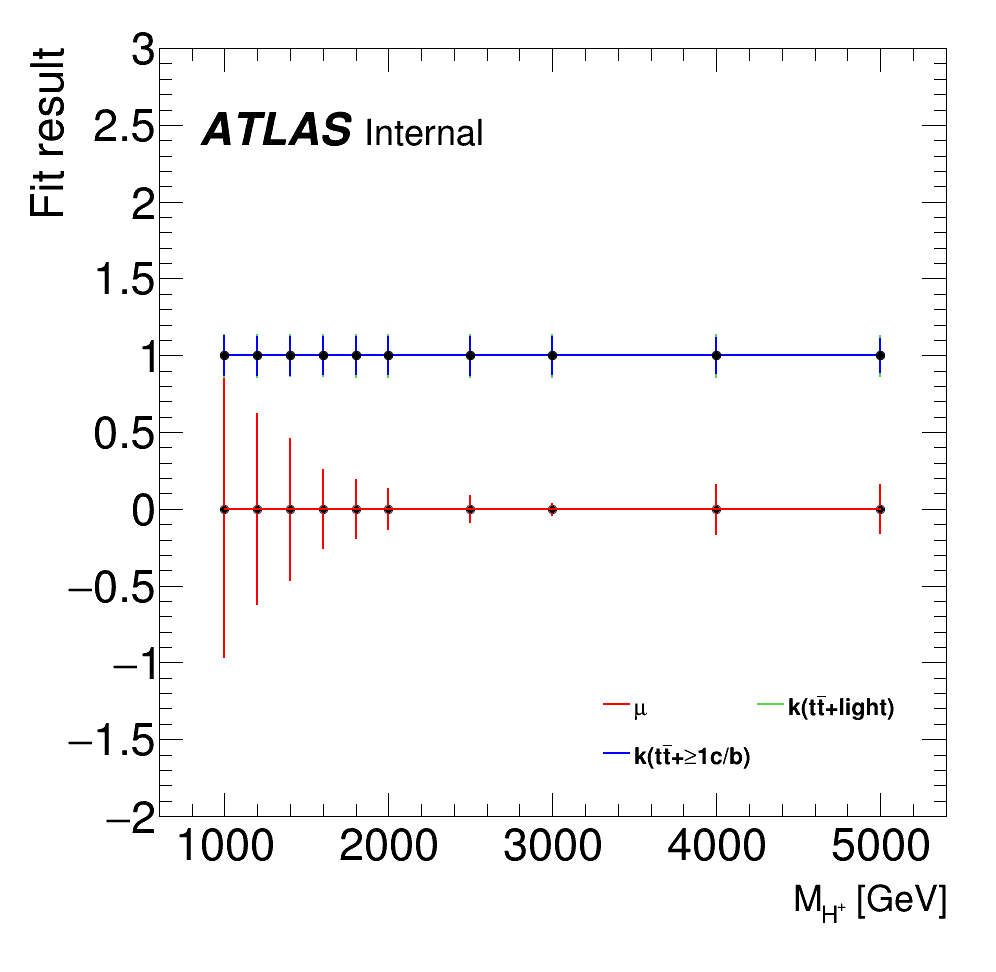 Fit result
3
2.5
2
1.5
1
0.5
0
−0.5
−1
−1.5
−2
ATLAS Internal
μ
k(tt̄+light)
k(tt̄+≥1c/b)
1000 2000 3000 4000 5000
M_H⁺ [GeV]